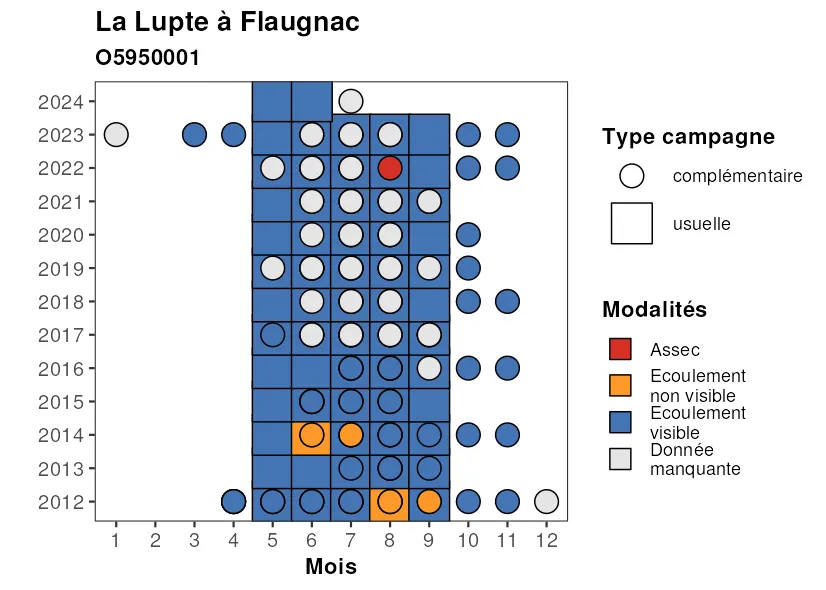 La Lupte à Flaugnac
O5950001
2024
2023
2022
2021
2020
2019
2018
2017
2016
2015
2014
2013
2012
1 2 3 4 5 6 7 8 9 10 11 12
Mois
Type campagne
complémentaire
usuelle
Modalités
Assec
Ecoulement
non visible
Ecoulement
visible
Donnée
manquante